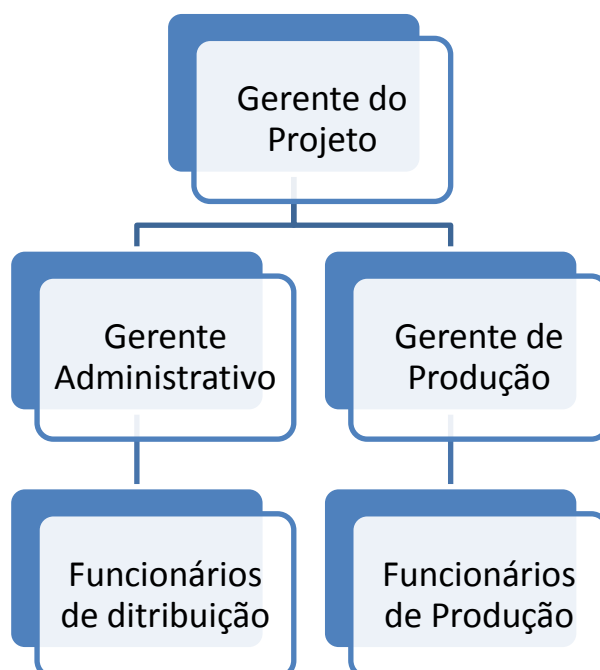 Gerente do
Projeto
Gerente
Administrativo
Gerente de
Produção
Funcionários
de ditribuição
Funcionários
de Produção